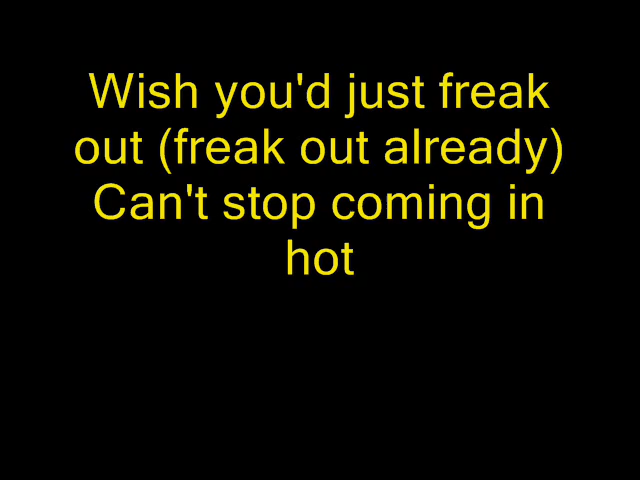 Wish you'd just freak
out (freak out already)
Can't stop coming in
hot